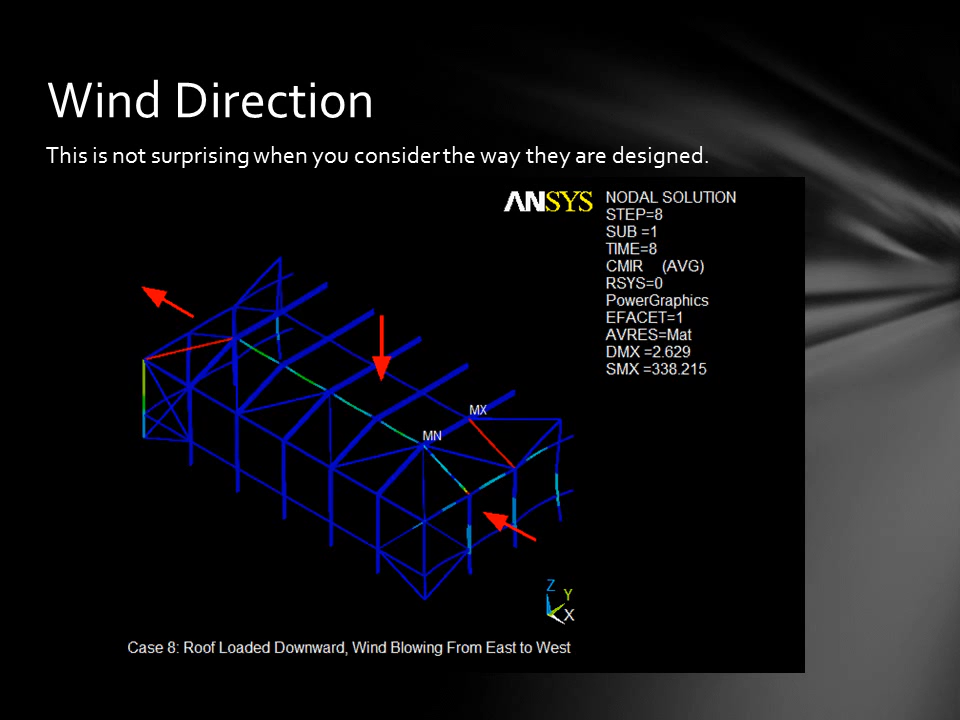 Wind Direction
This is not surprising when you consider the way they are designed.
ANSYS
NODAL SOLUTION
STEP=8
SUB =1
TIME=8
CMIR (AVG)
RSYS=0
PowerGraphics
EFACET=1
AVRES=Mat
DMX =2.629
SMX =338.215
MX
MN
Z
Y
X
Case 8: Roof Loaded Downward, Wind Blowing From East to West